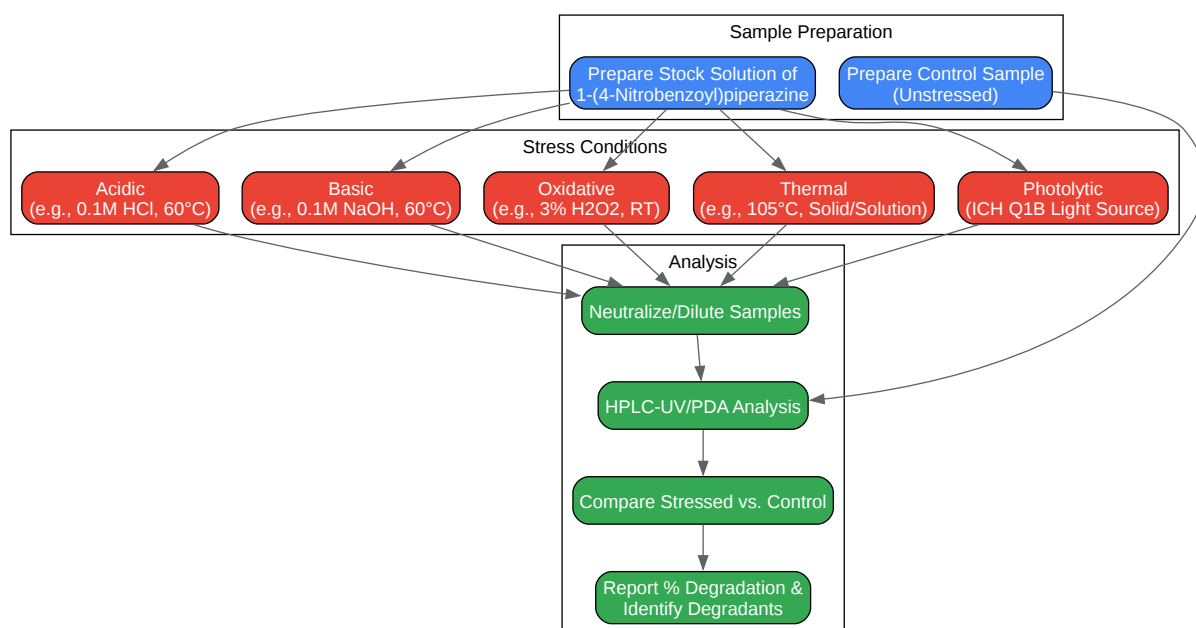 Sample Preparation
Prepare Stock Solution of
1-(4-Nitrobenzoyl)piperazine
Prepare Control Sample
(Unstressed)
Stress Conditions
Acidic
(e.g., 0.1M HCl, 60°C)
Basic
(e.g., 0.1M NaOH, 60°C)
Oxidative
(e.g., 3% H2O2, RT)
Thermal
(e.g., 105°C, Solid/Solution)
Photolytic
(ICH Q1B Light Source)
Analysis
Neutralize/Dilute Samples
HPLC-UV/PDA Analysis
Compare Stressed vs. Control
Report % Degradation &
Identify Degradants